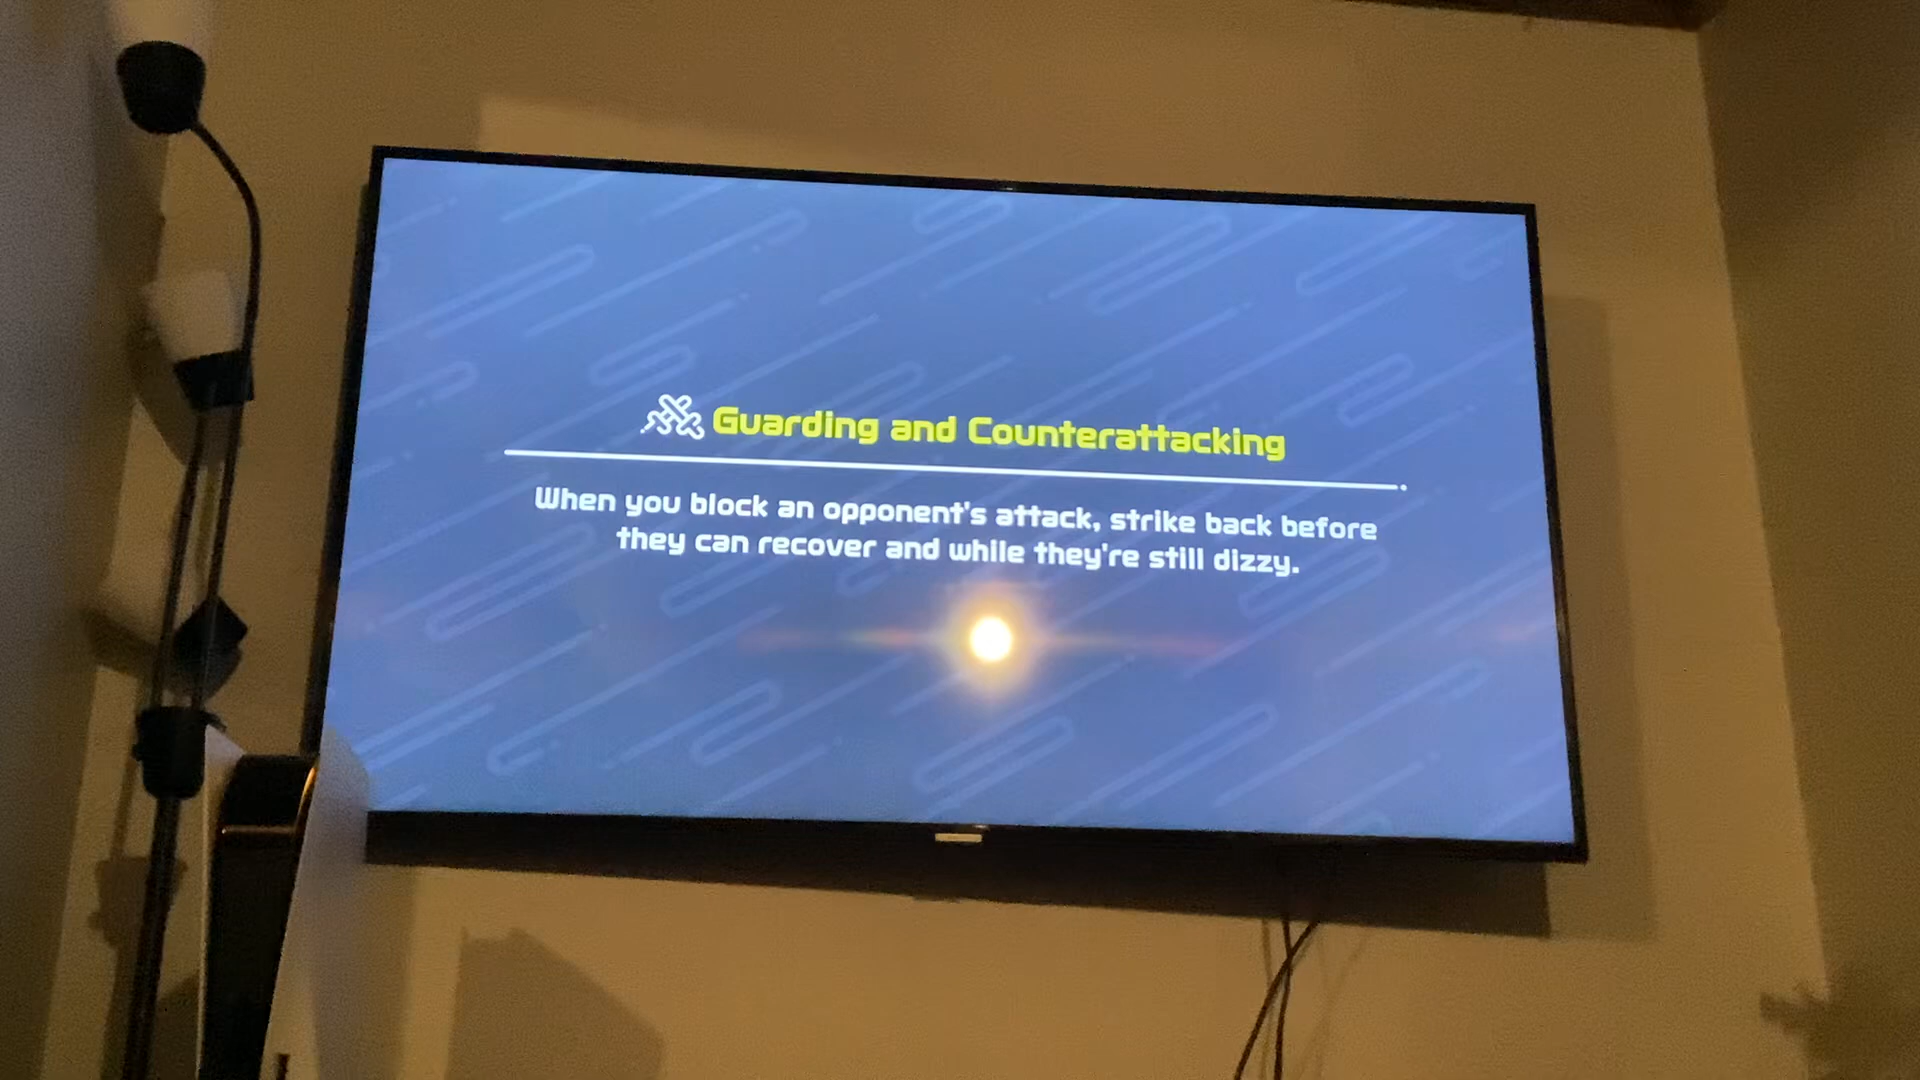 Guarding and Counterattacking
When you block an opponent's attack, strike back before
they can recover and while they're still dizzy.